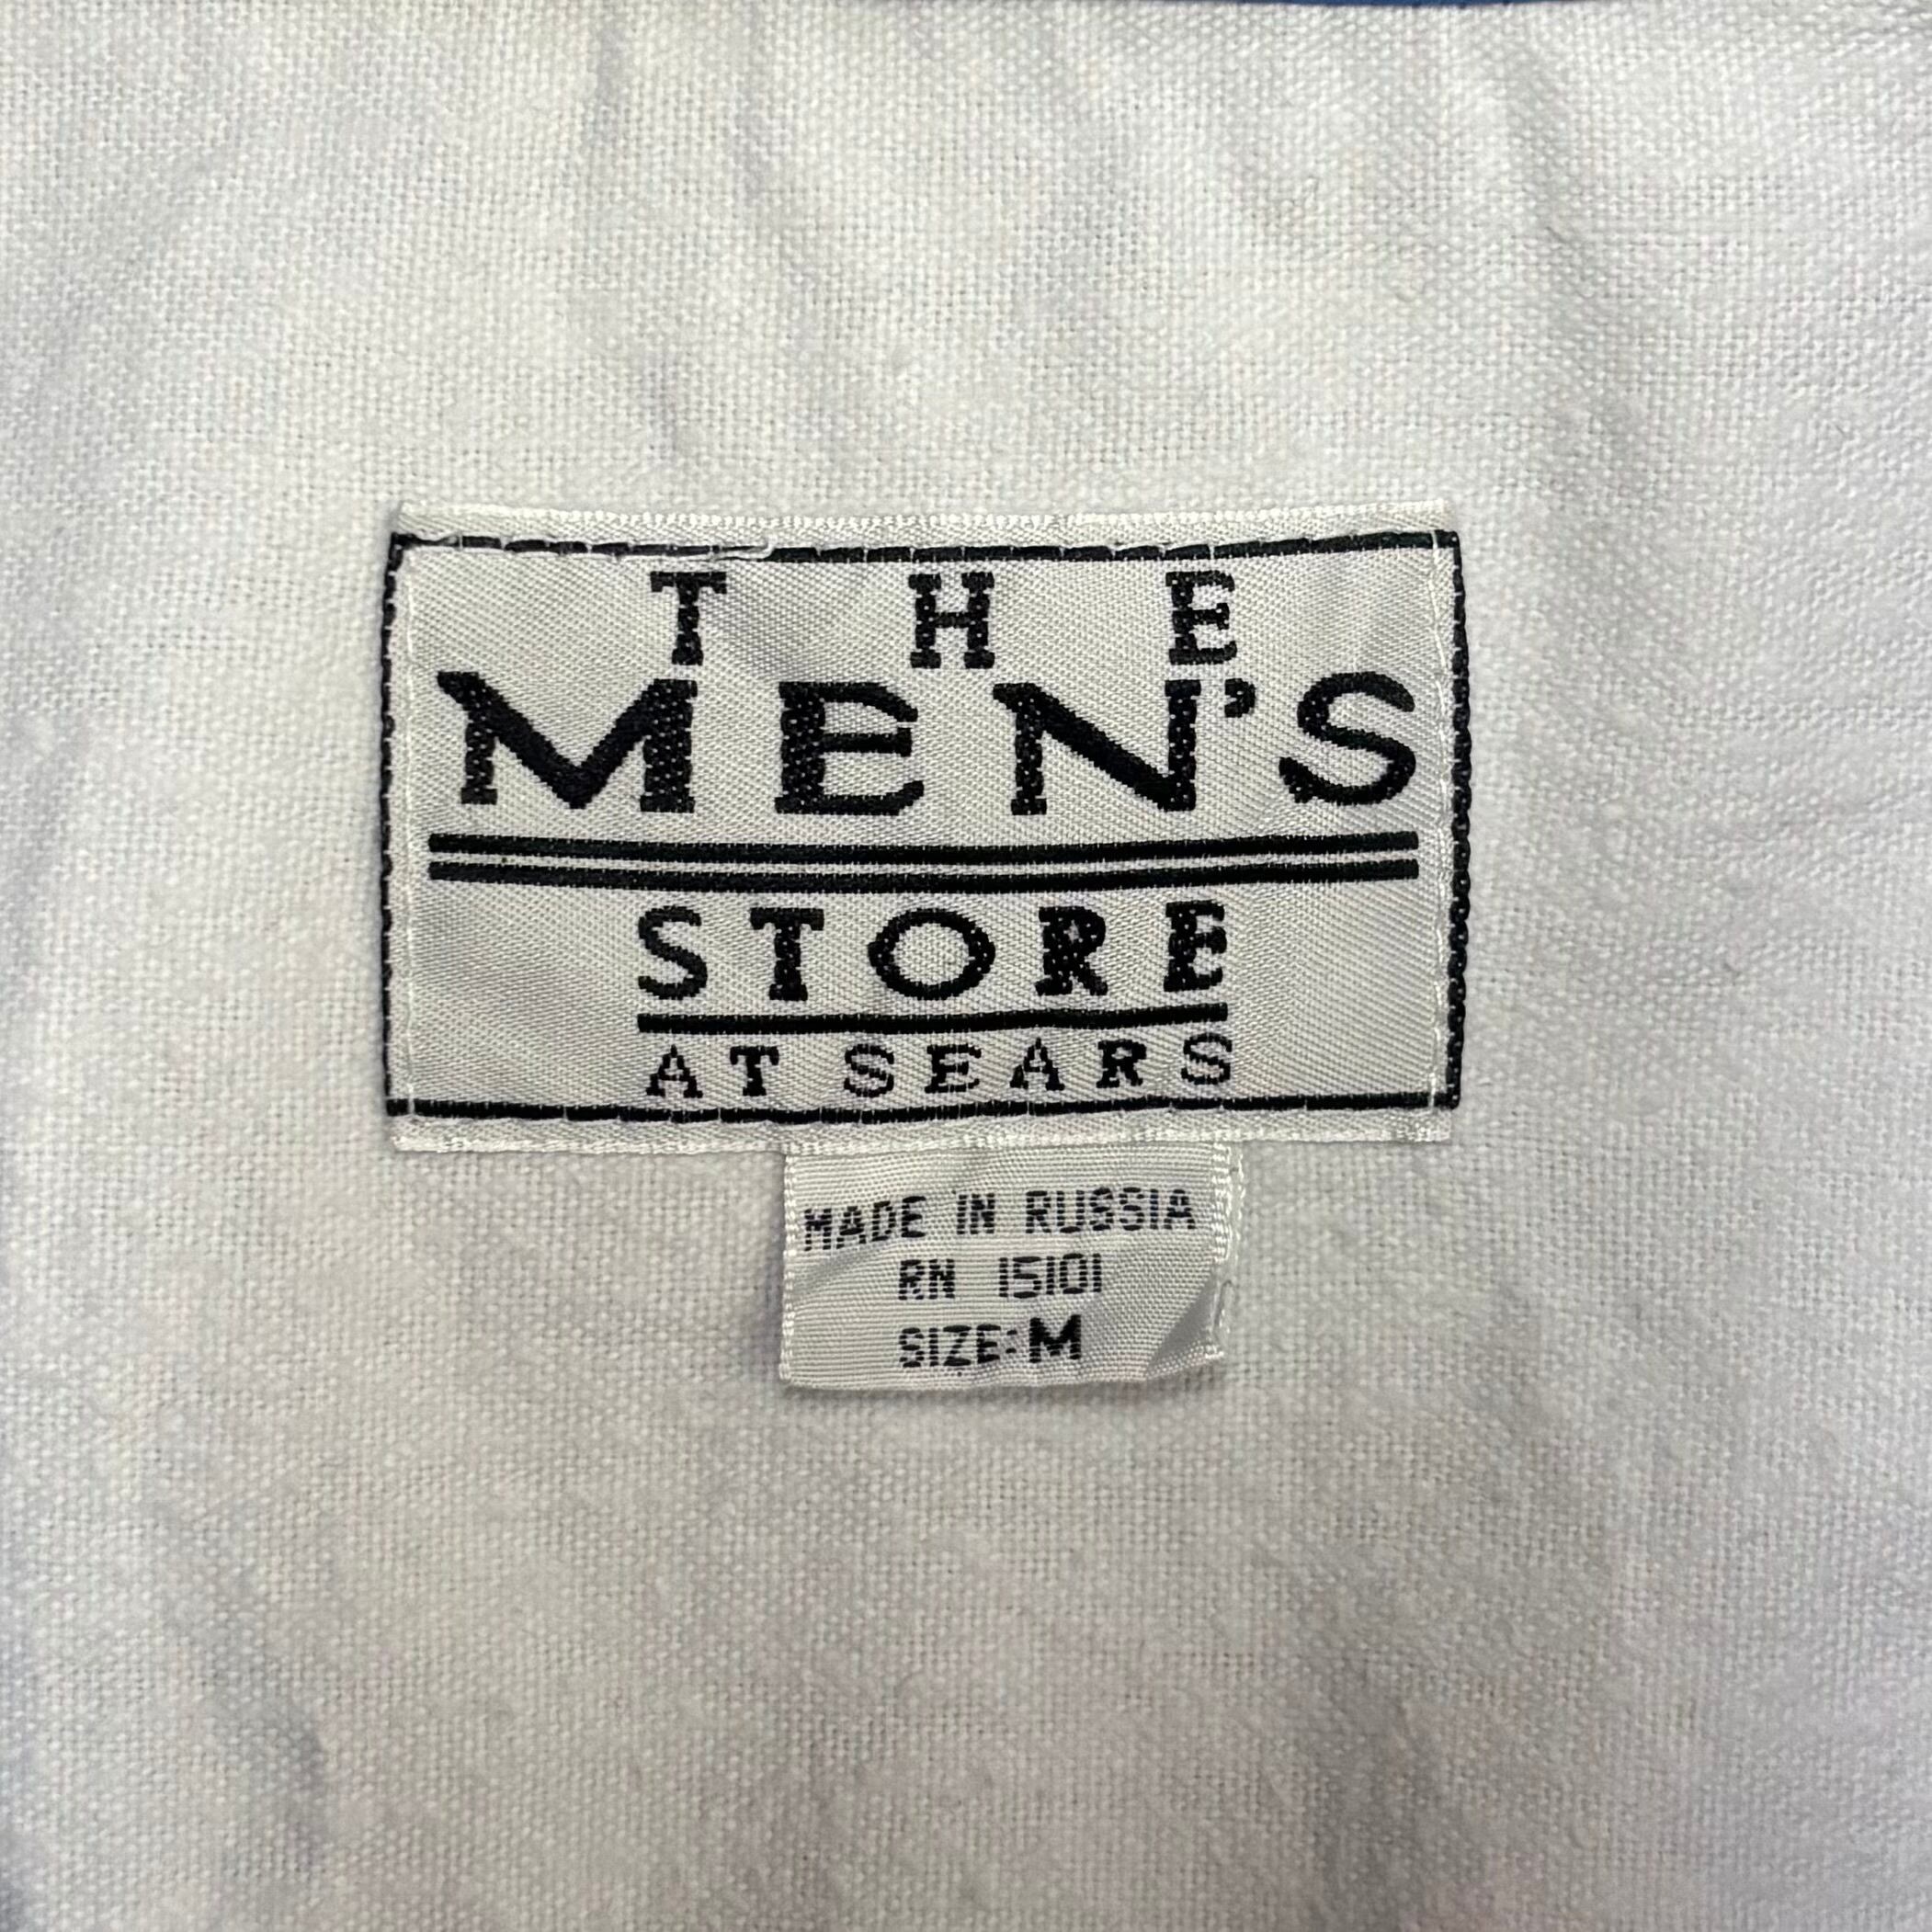 THE
MEN'S
STORE
AT SEARS
MADE IN RUSSIA
RN 15101
SIZE: M